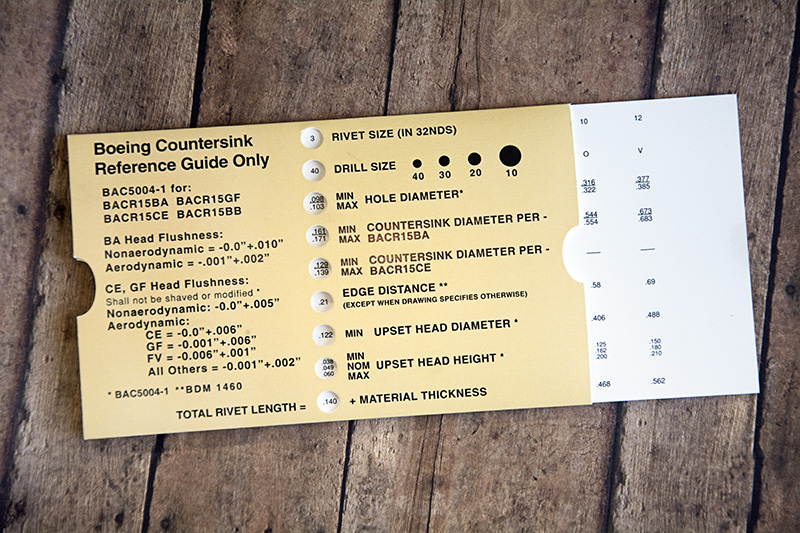 Boeing Countersink
Reference Guide Only
BAC5004-1 for:
BACR15BA BACR15GF
BACR15CE BACR15BB
BA Head Flushness:
Nonaerodynamic = -0.0"+.010"
Aerodynamic = -.001"+.002"
CE, GF Head Flushness:
Shall not be shaved or modified *
Nonaerodynamic: -0.0"+.005"
Aerodynamic:
CE = -0.0"+.006"
GF = -0.001"+.006"
FV = -0.006"+.001"
All Others = -0.001"+.002"
* BAC5004-1 **BDM 1460
3 RIVET SIZE (IN 32NDS)
40 DRILL SIZE
40 30 20 10
.098 MIN
.103 MAX
HOLE DIAMETER*
.161 MIN
.171 MAX
COUNTERSINK DIAMETER PER -
BACR15BA
.129 MIN
.139 MAX
COUNTERSINK DIAMETER PER -
BACR15CE
.21 EDGE DISTANCE **
(EXCEPT WHEN DRAWING SPECIFIES OTHERWISE)
.122 MIN UPSET HEAD DIAMETER *
.038 MIN
.049 NOM
.060 MAX
UPSET HEAD HEIGHT *
TOTAL RIVET LENGTH = .140 + MATERIAL THICKNESS
10 12
O V
.316 .377
.322 .385
.544 .673
.554 .683
.58 .69
.406 .488
.125 .150
.162 .180
.200 .210
.468 .562